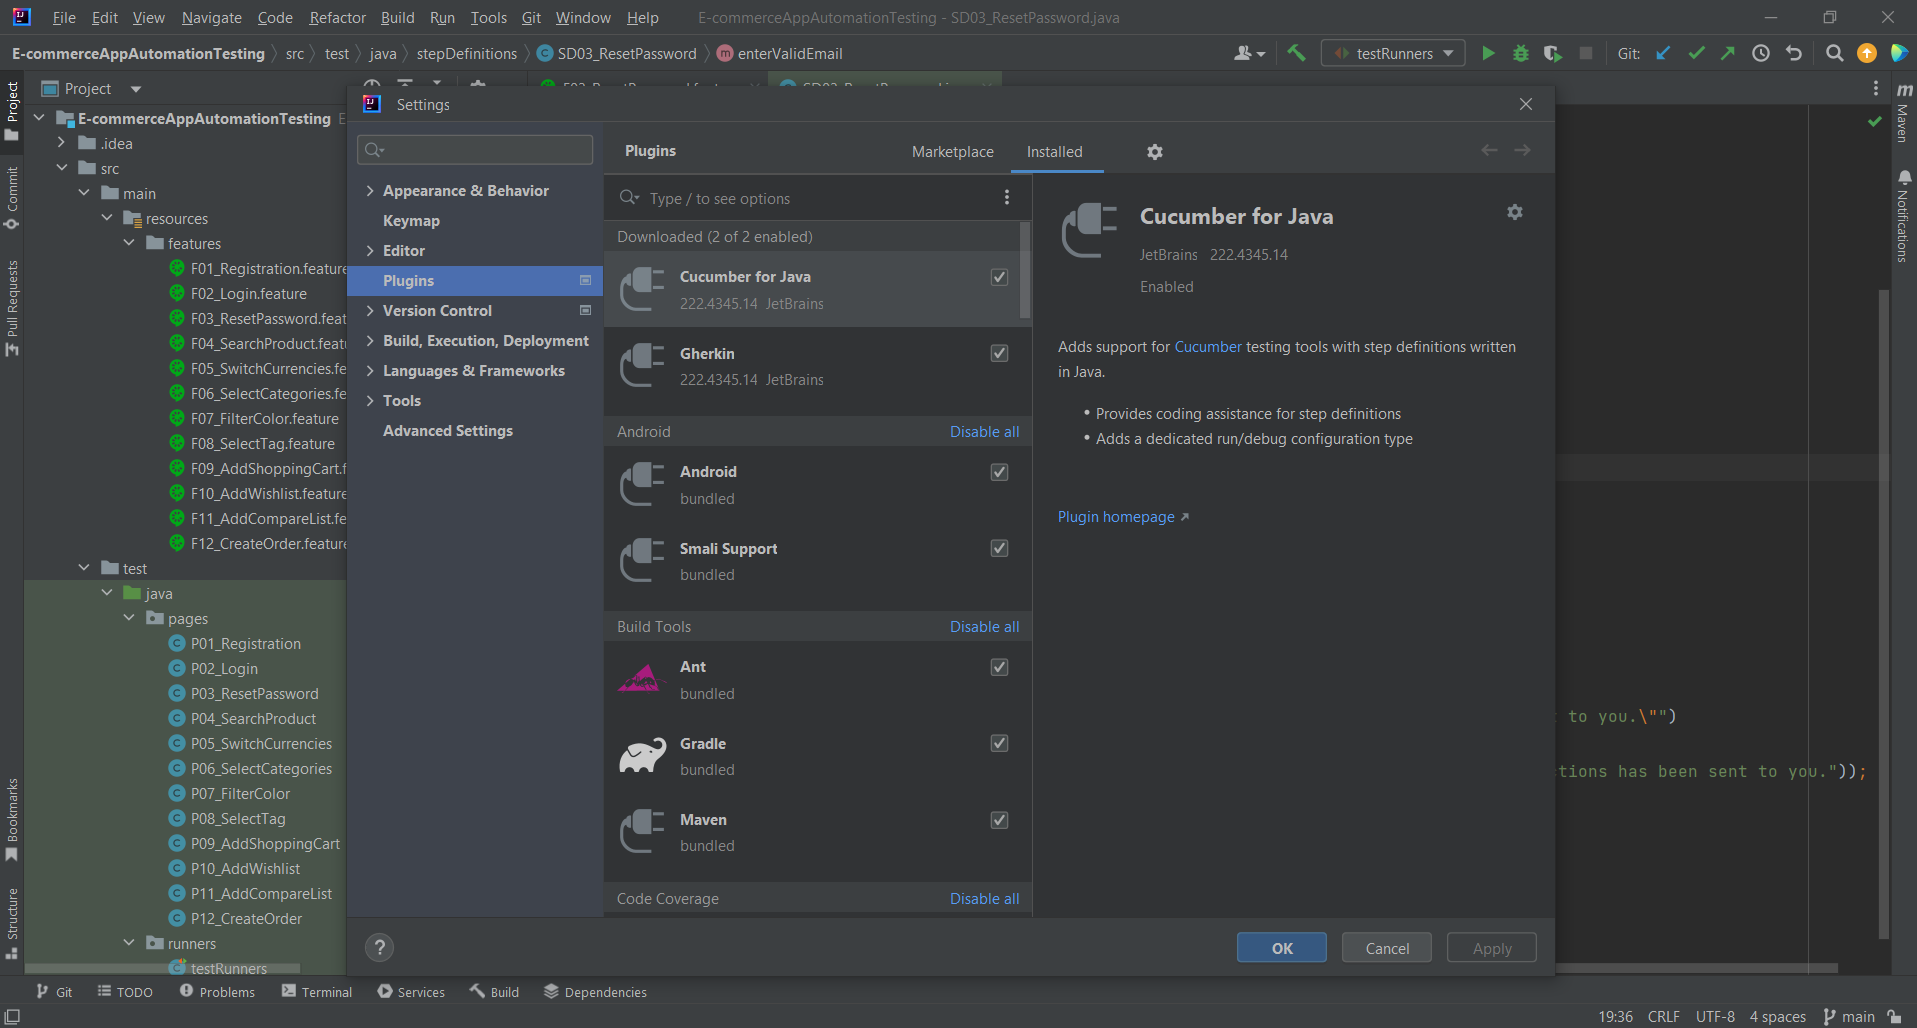 File Edit View Navigate Code Refactor Build Run Tools Git Window Help E-commerceAppAutomationTesting - SD03_ResetPassword.java
E-commerceAppAutomationTesting src test java stepDefinitions SD03_ResetPassword enterValidEmail testRunners Git:
Project
Project
Commit
Pull Requests
Bookmarks
Structure
E-commerceAppAutomationTesting
.idea
src
main
resources
features
F01_Registration.feature
F02_Login.feature
F03_ResetPassword.feat
F04_SearchProduct.featu
F05_SwitchCurrencies.fe
F06_SelectCategories.fe
F07_FilterColor.feature
F08_SelectTag.feature
F09_AddShoppingCart.f
F10_AddWishlist.feature
F11_AddCompareList.fe
F12_CreateOrder.feature
test
java
pages
P01_Registration
P02_Login
P03_ResetPassword
P04_SearchProduct
P05_SwitchCurrencies
P06_SelectCategories
P07_FilterColor
P08_SelectTag
P09_AddShoppingCart
P10_AddWishlist
P11_AddCompareList
P12_CreateOrder
runners
testRunners
Settings
Appearance & Behavior
Keymap
Editor
Plugins
Version Control
Build, Execution, Deployment
Languages & Frameworks
Tools
Advanced Settings
Plugins Marketplace Installed
Type / to see options
Downloaded (2 of 2 enabled)
Cucumber for Java
222.4345.14 JetBrains
Gherkin
222.4345.14 JetBrains
Android Disable all
Android
bundled
Smali Support
bundled
Build Tools Disable all
Ant
bundled
Gradle
bundled
Maven
bundled
Code Coverage Disable all
Cucumber for Java
JetBrains 222.4345.14
Enabled
Adds support for Cucumber testing tools with step definitions written
in Java.
• Provides coding assistance for step definitions
• Adds a dedicated run/debug configuration type
Plugin homepage
? OK Cancel Apply
to you.\"")
tions has been sent to you."));
m Maven
Notifications
Git TODO Problems Terminal Services Build Dependencies
19:36 CRLF UTF-8 4 spaces main